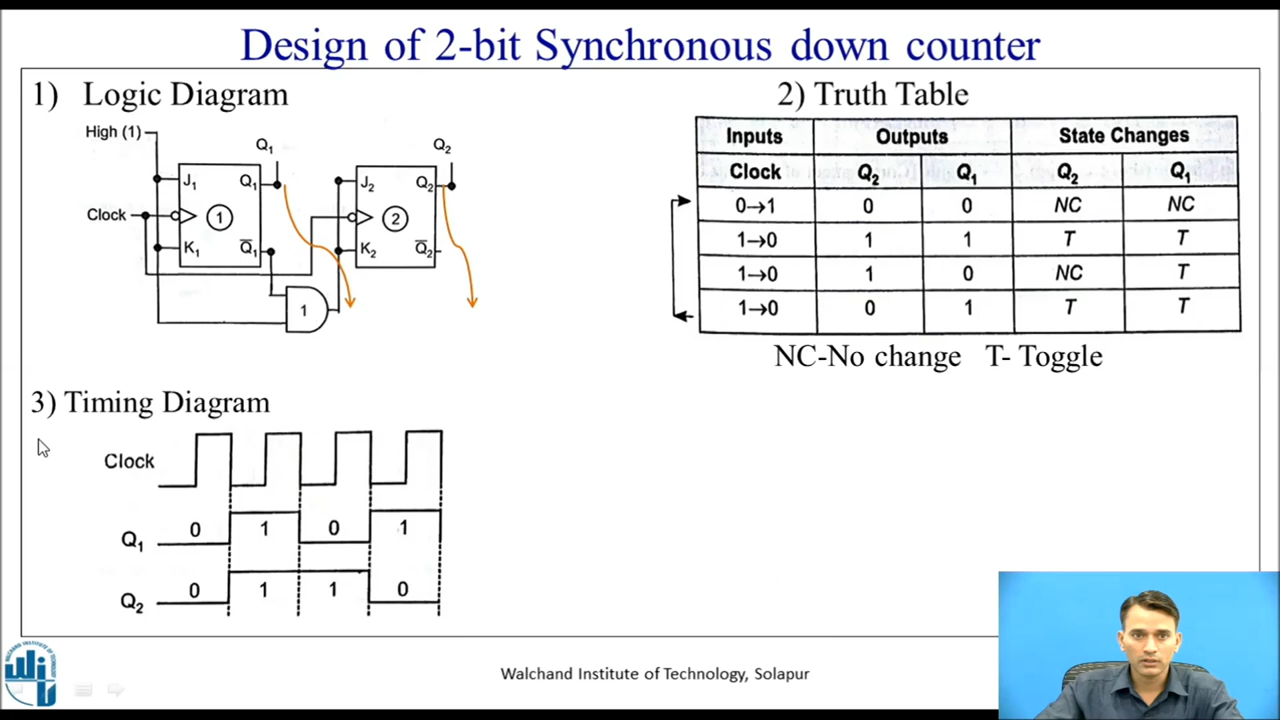 Design of 2-bit Synchronous down counter
1) Logic Diagram
High (1)
Q₁
Q₂
J₁ Q₁
J₂ Q₂
Clock
1
2
K₁ Q̅₁
K₂ Q̅₂
1
2) Truth Table
Inputs Outputs State Changes
Clock Q₂ Q₁ Q₂ Q₁
0→1 0 0 NC NC
1→0 1 1 T T
1→0 1 0 NC T
1→0 0 1 T T
NC-No change T- Toggle
3) Timing Diagram
Clock
Q₁ 0 1 0 1
Q₂ 0 1 1 0
Walchand Institute of Technology, Solapur